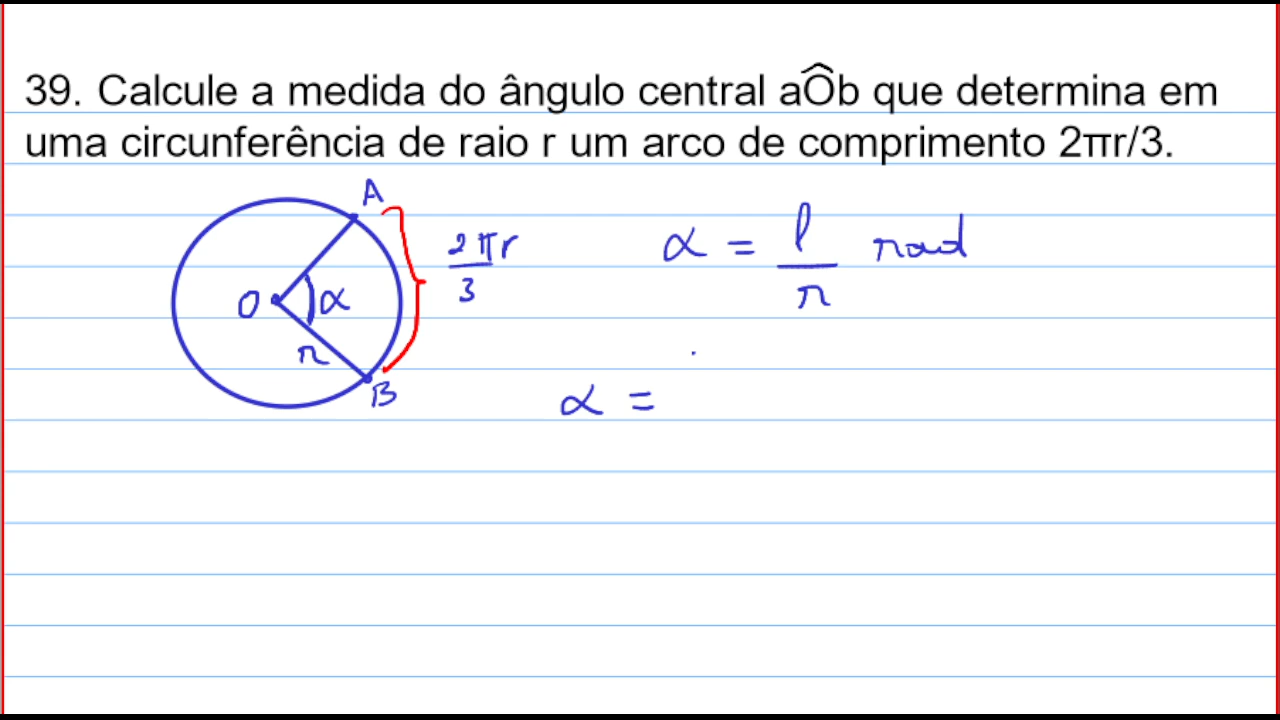 39. Calcule a medida do ângulo central aÔb que determina em
uma circunferência de raio r um arco de comprimento 2πr/3.
A
2πr
3
O
α
r
B
α = l/r rad
α =